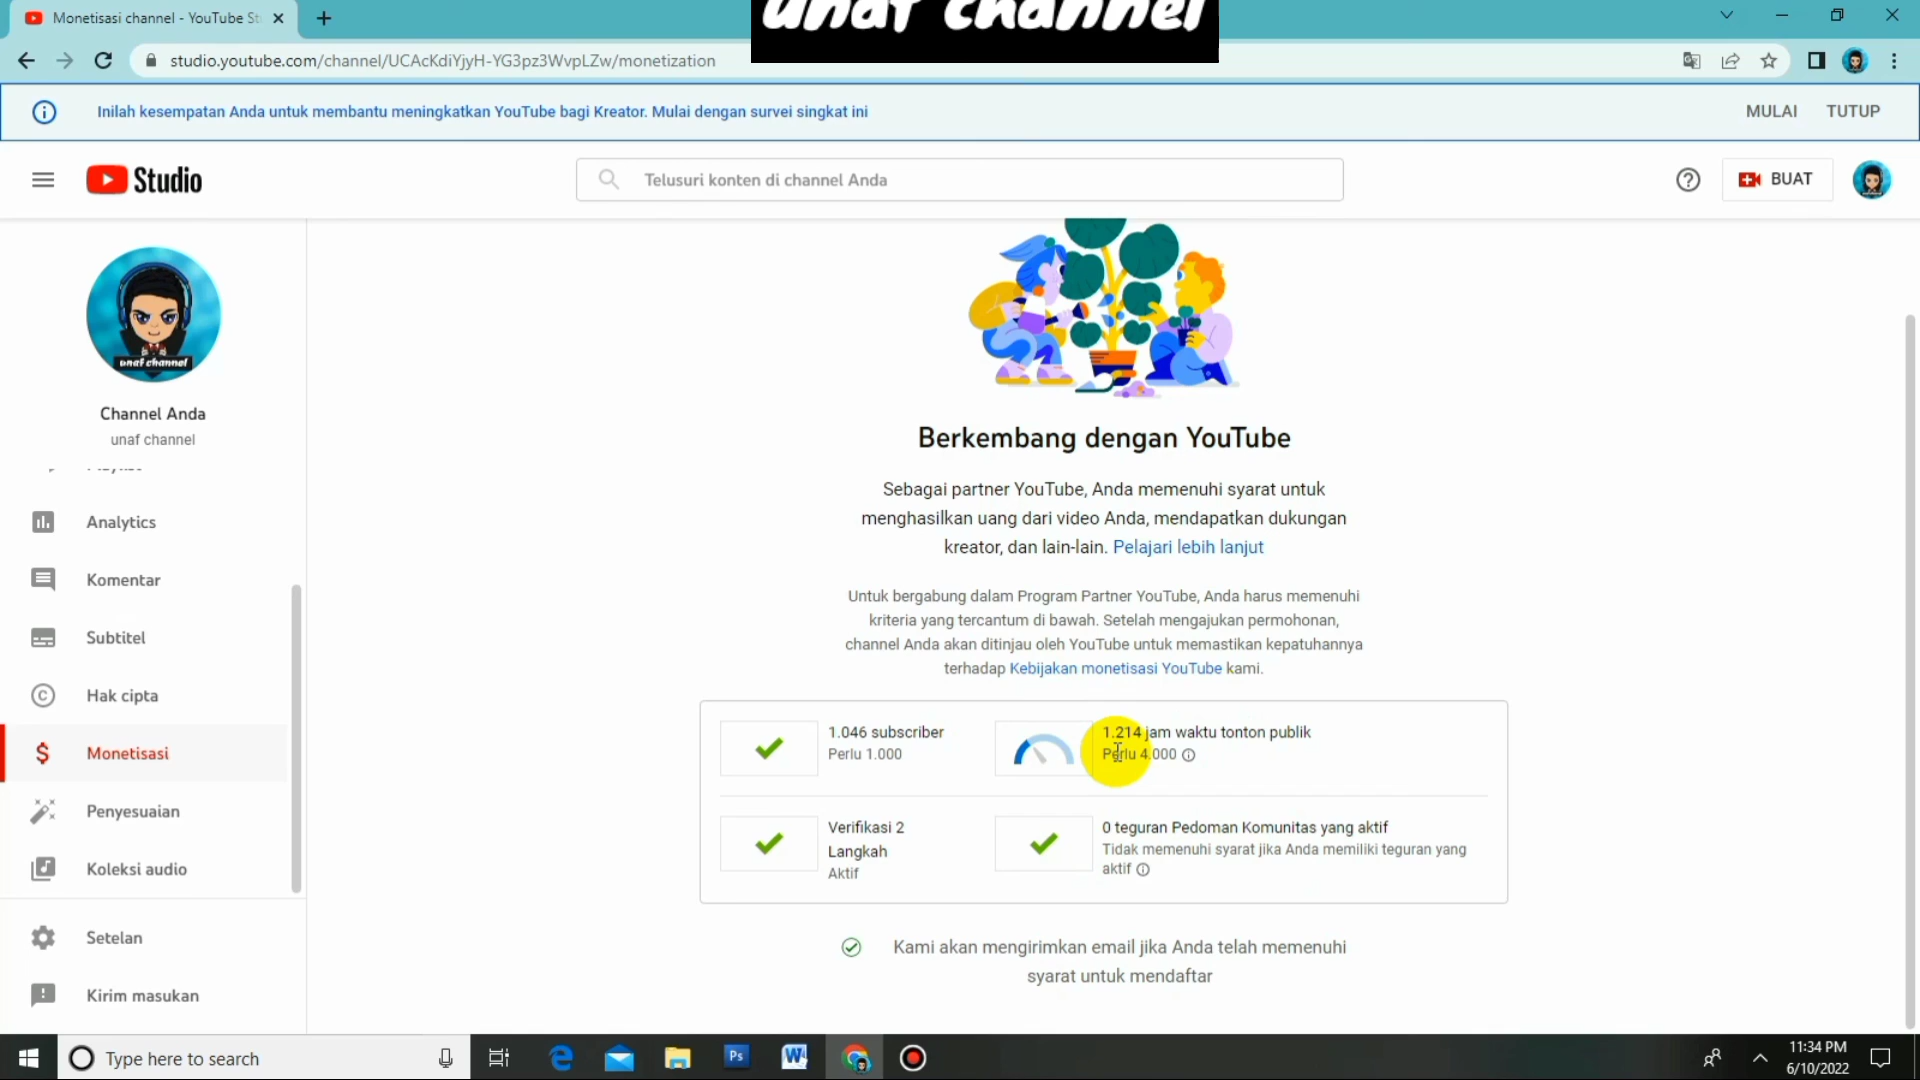 Monetisasi channel - YouTube St
unaf channel
studio.youtube.com/channel/UCAcKdiYjyH-YG3pz3WvpLZw/monetization
Inilah kesempatan Anda untuk membantu meningkatkan YouTube bagi Kreator. Mulai dengan survei singkat ini
MULAI
TUTUP
Studio
Telusuri konten di channel Anda
BUAT
unaf channel
Channel Anda
unaf channel
Analytics
Komentar
Subtitel
Hak cipta
Monetisasi
Penyesuaian
Koleksi audio
Setelan
Kirim masukan
Berkembang dengan YouTube
Sebagai partner YouTube, Anda memenuhi syarat untuk
menghasilkan uang dari video Anda, mendapatkan dukungan
kreator, dan lain-lain. Pelajari lebih lanjut
Untuk bergabung dalam Program Partner YouTube, Anda harus memenuhi
kriteria yang tercantum di bawah. Setelah mengajukan permohonan,
channel Anda akan ditinjau oleh YouTube untuk memastikan kepatuhannya
terhadap Kebijakan monetisasi YouTube kami.
1.046 subscriber
Perlu 1.000
1.214 jam waktu tonton publik
Perlu 4.000
Verifikasi 2
Langkah
Aktif
0 teguran Pedoman Komunitas yang aktif
Tidak memenuhi syarat jika Anda memiliki teguran yang
aktif
Kami akan mengirimkan email jika Anda telah memenuhi
syarat untuk mendaftar
Type here to search
Ps
W
11:34 PM
6/10/2022